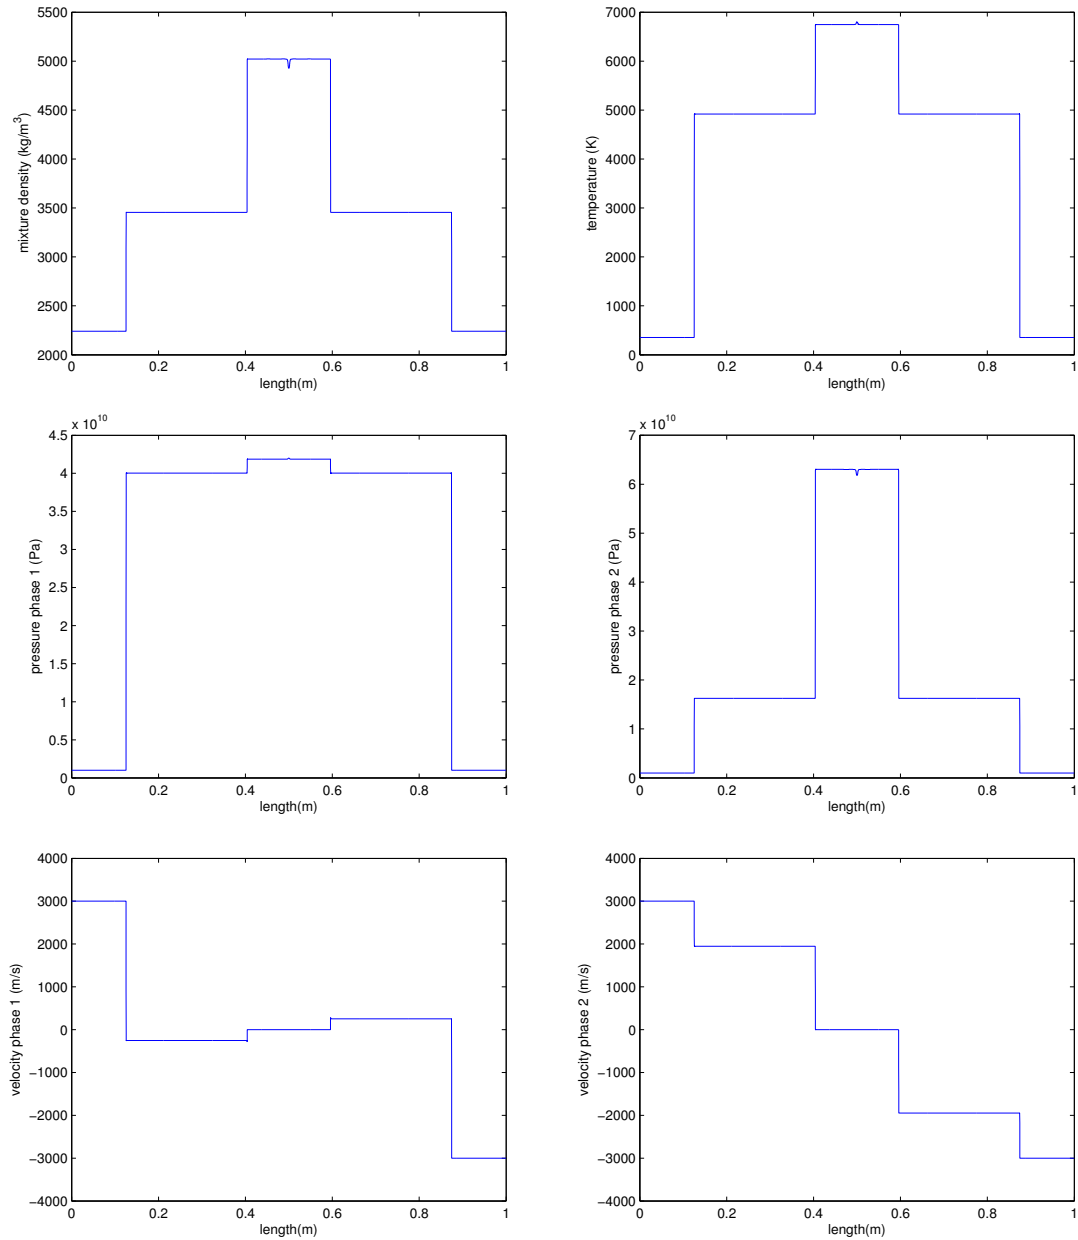 5500
5000
4500
4000
3500
3000
2500
2000
mixture density (kg/m³)
0 0.2 0.4 0.6 0.8 1
length(m)
7000
6000
5000
4000
3000
2000
1000
0
temperature (K)
0 0.2 0.4 0.6 0.8 1
length(m)
x 10¹⁰
4.5
4
3.5
3
2.5
2
1.5
1
0.5
0
pressure phase 1 (Pa)
0 0.2 0.4 0.6 0.8 1
length(m)
x 10¹⁰
7
6
5
4
3
2
1
0
pressure phase 2 (Pa)
0 0.2 0.4 0.6 0.8 1
length(m)
4000
3000
2000
1000
0
−1000
−2000
−3000
−4000
velocity phase 1 (m/s)
0 0.2 0.4 0.6 0.8 1
length(m)
4000
3000
2000
1000
0
−1000
−2000
−3000
−4000
velocity phase 2 (m/s)
0 0.2 0.4 0.6 0.8 1
length(m)